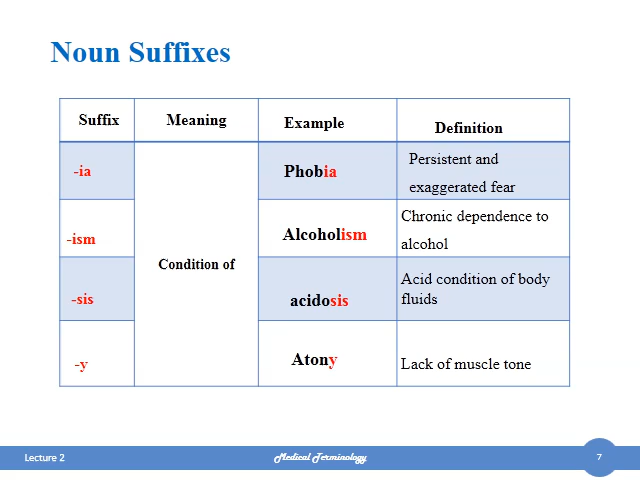 Noun Suffixes
Suffix Meaning Example Definition
-ia Phobia Persistent and
exaggerated fear
-ism Alcoholism Chronic dependence to
alcohol
Condition of
-sis acidosis Acid condition of body
fluids
-y Atony Lack of muscle tone
Lecture 2 Medical Terminology 7